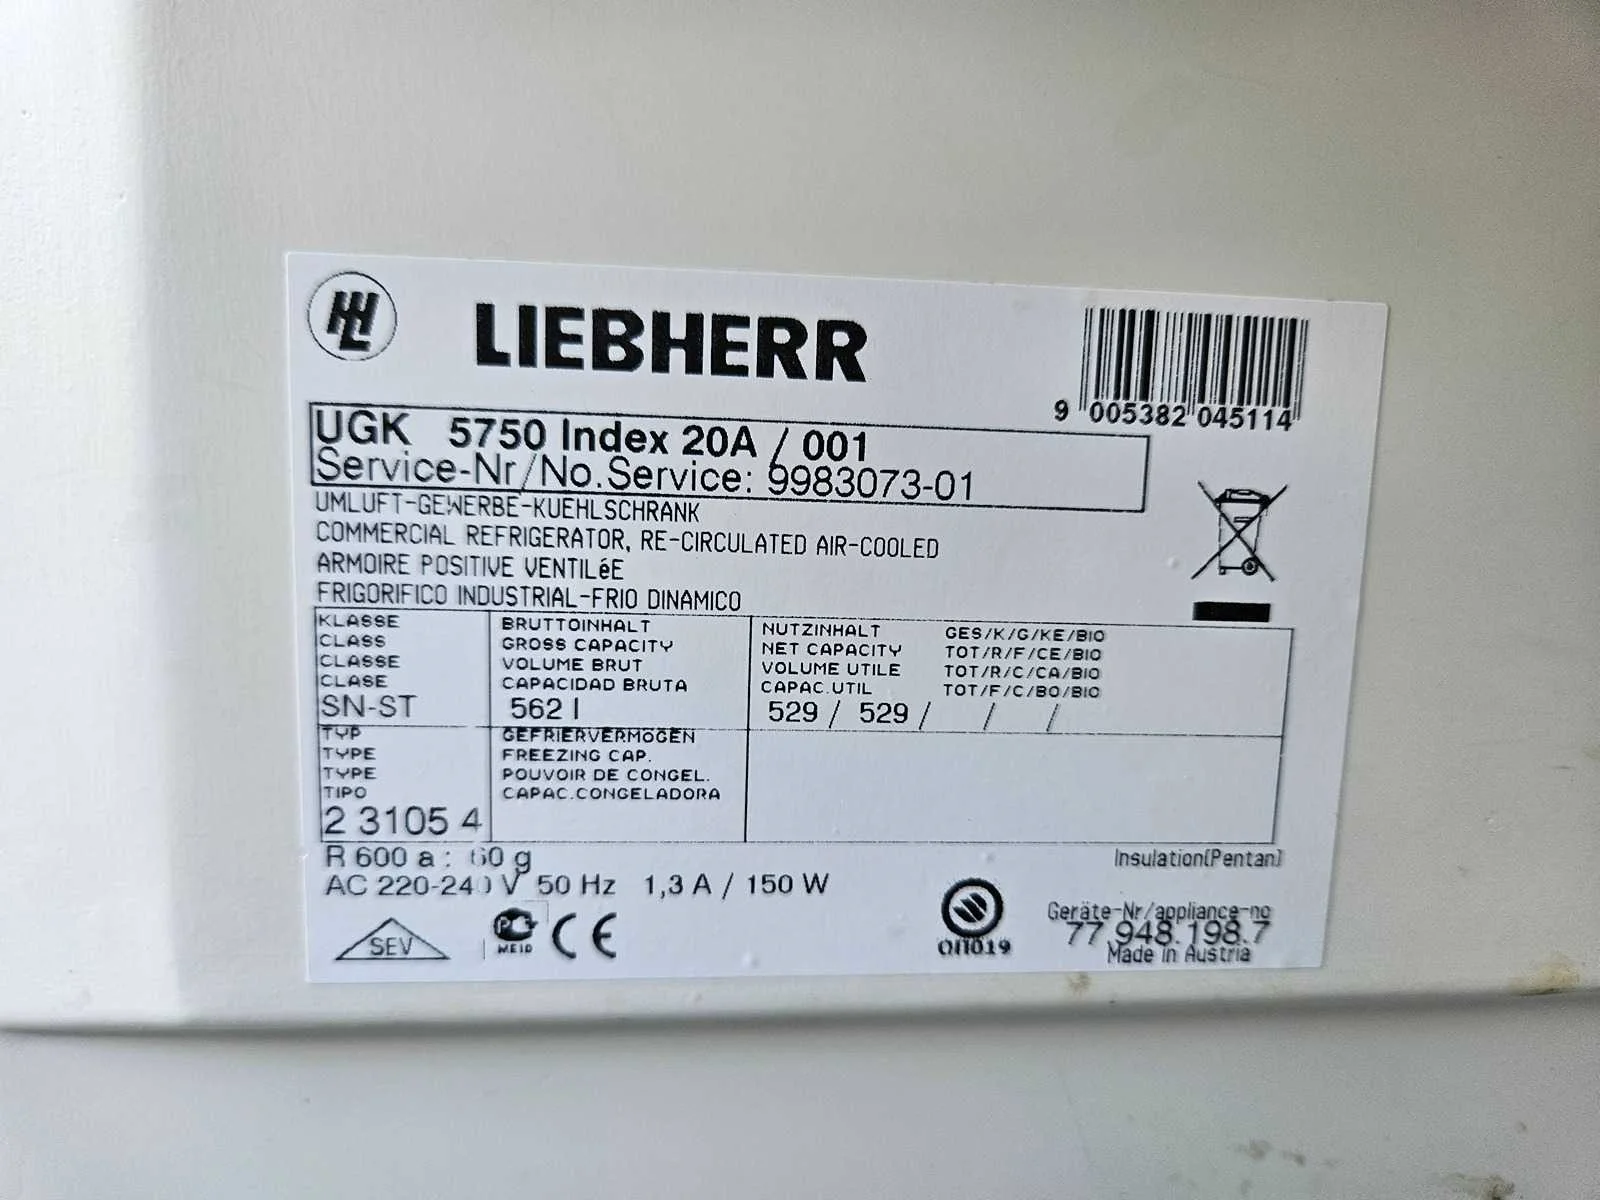 LIEBHERR
9 005382 045114
UGK 5750 Index 20A / 001
Service-Nr/No.Service: 9983073-01
UMLUFT-GEWERBE-KUEHLSCHRANK
COMMERCIAL REFRIGERATOR, RE-CIRCULATED AIR-COOLED
ARMOIRE POSITIVE VENTILéE
FRIGORIFICO INDUSTRIAL-FRIO DINAMICO
KLASSE BRUTTOINHALT NUTZINHALT GES/K/G/KE/BIO
CLASS GROSS CAPACITY NET CAPACITY TOT/R/F/CE/BIO
CLASSE VOLUME BRUT VOLUME UTILE TOT/R/C/CA/BIO
CLASE CAPACIDAD BRUTA CAPAC.UTIL TOT/F/C/BO/BIO
SN-ST 562 l 529 / 529 / / /
TYP GEFRIERVERMöGEN
TYPE FREEZING CAP.
TYPE POUVOIR DE CONGEL.
TIPO CAPAC.CONGELADORA
2 3105 4
R 600 a : 60 g Insulation(Pentan)
AC 220-240 V 50 Hz 1,3 A / 150 W
SEV CE
Geräte-Nr/appliance-no
77.948.198.7
Made in Austria